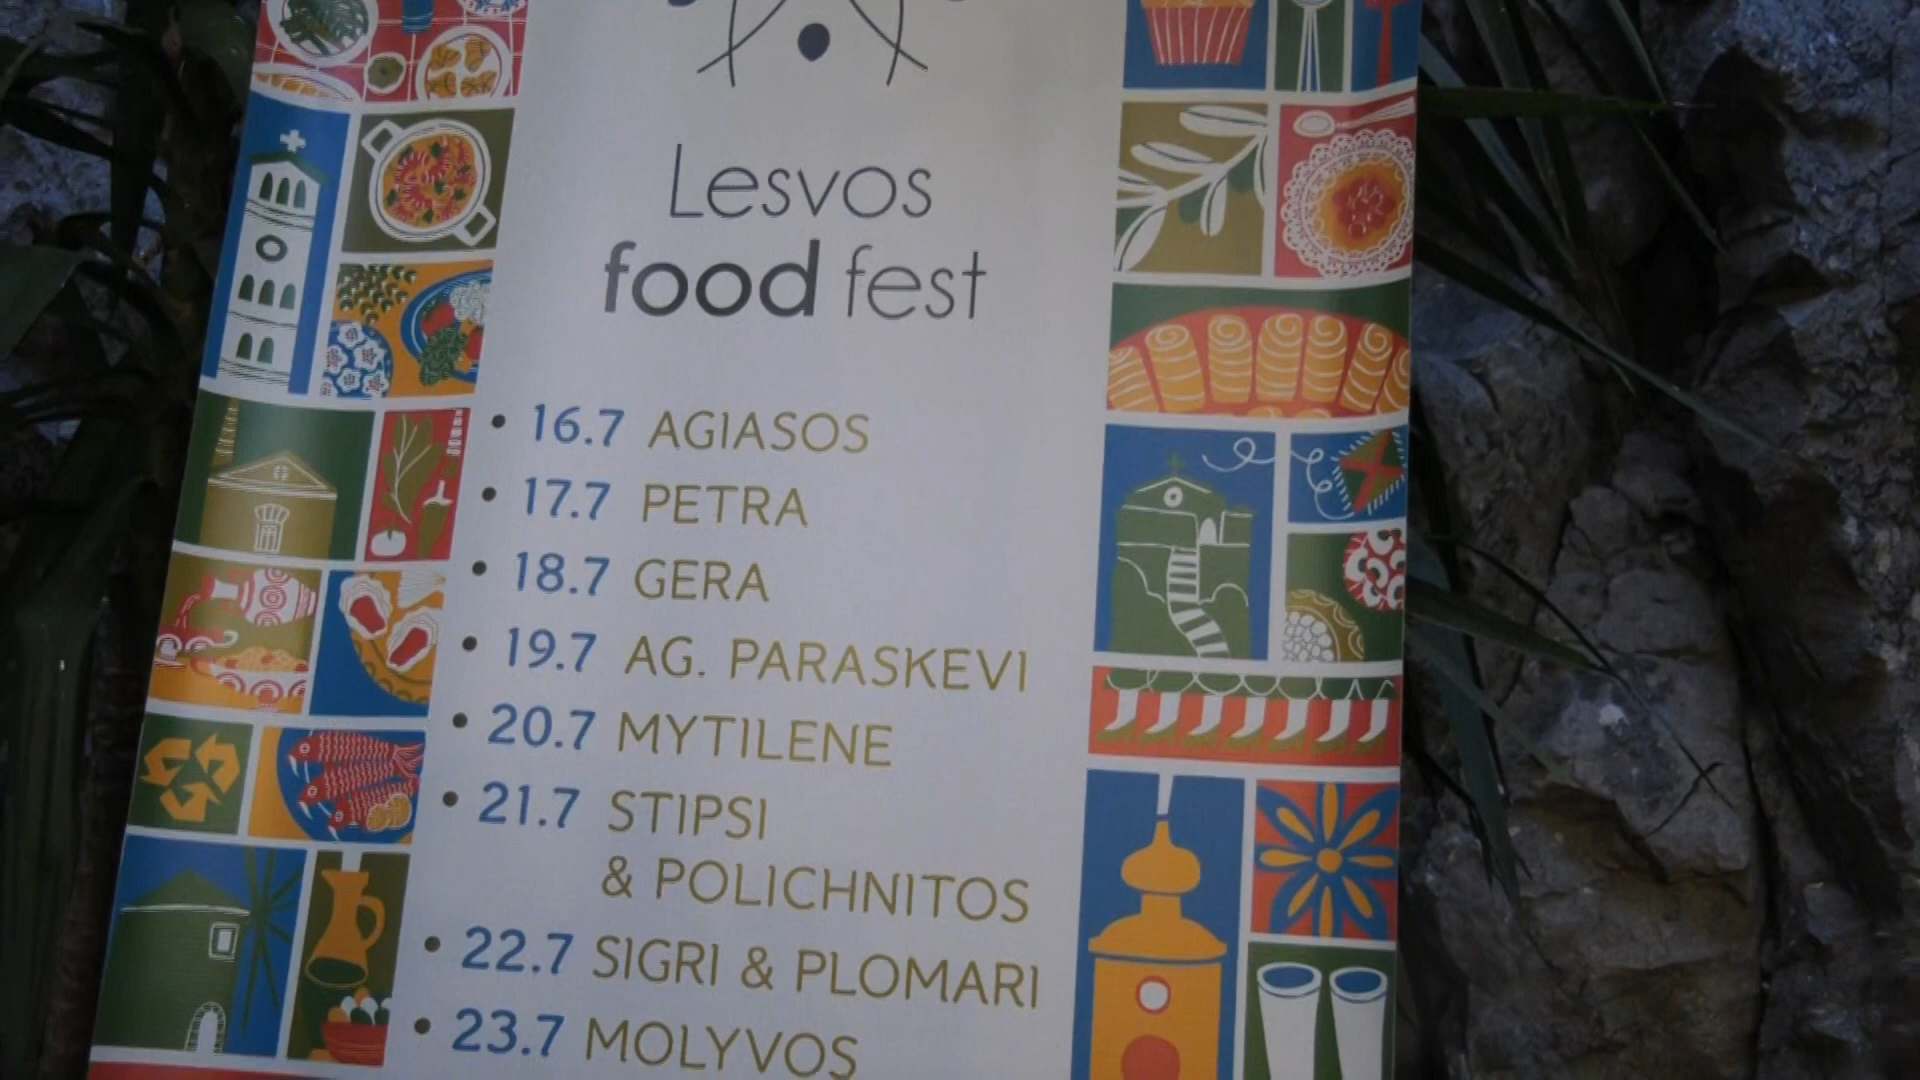 Lesvos
food fest
• 16.7 AGIASOS
• 17.7 PETRA
• 18.7 GERA
• 19.7 AG. PARASKEVI
• 20.7 MYTILENE
• 21.7 STIPSI
& POLICHNITOS
• 22.7 SIGRI & PLOMARI
• 23.7 MOLYVOS